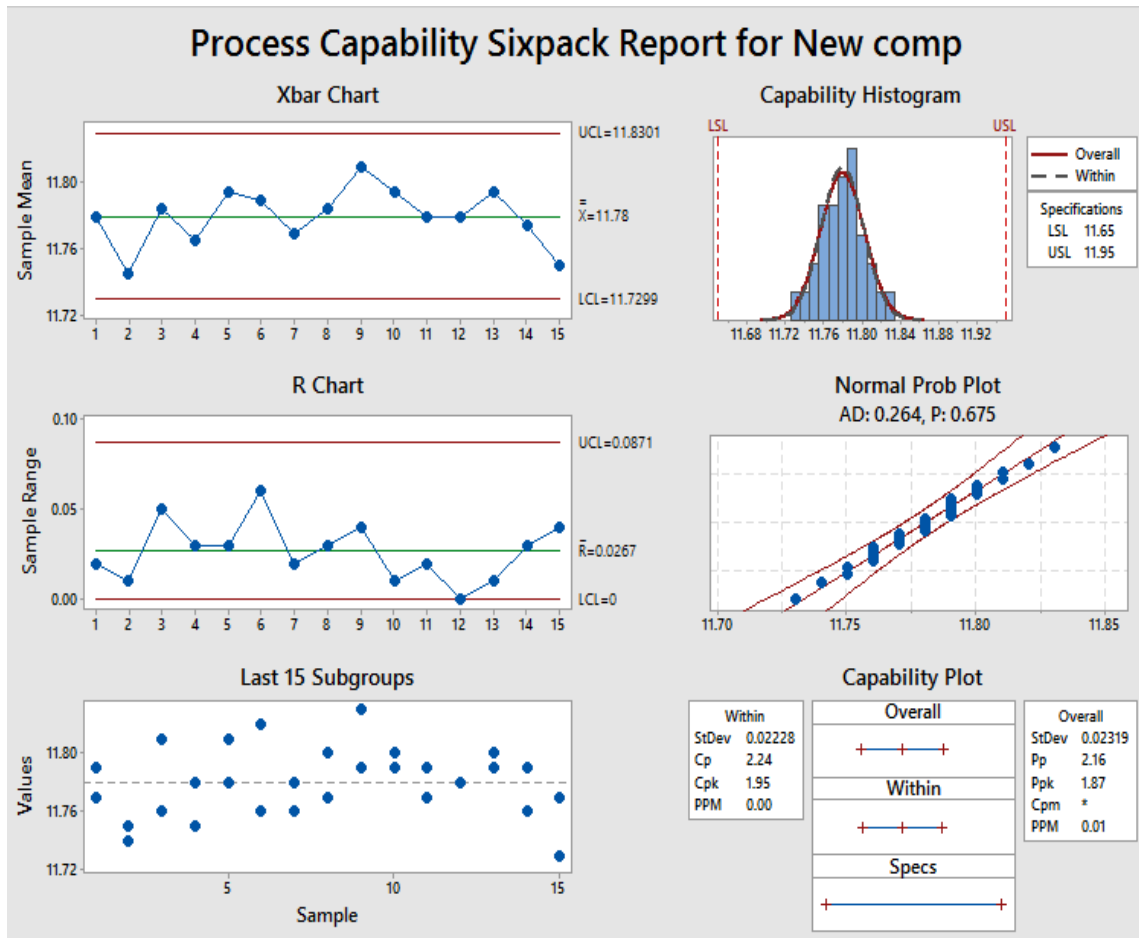 Process Capability Sixpack Report for New comp
Xbar Chart
Sample Mean
11.80
11.76
11.72
UCL=11.8301
X=11.78
LCL=11.7299
1 2 3 4 5 6 7 8 9 10 11 12 13 14 15
Capability Histogram
LSL USL
Overall
Within
Specifications
LSL 11.65
USL 11.95
11.68 11.72 11.76 11.80 11.84 11.88 11.92
R Chart
Sample Range
0.10
0.05
0.00
UCL=0.0871
R=0.0267
LCL=0
1 2 3 4 5 6 7 8 9 10 11 12 13 14 15
Normal Prob Plot
AD: 0.264, P: 0.675
11.70 11.75 11.80 11.85
Last 15 Subgroups
Values
11.80
11.76
11.72
5 10 15
Sample
Capability Plot
Within
StDev 0.02228
Cp 2.24
Cpk 1.95
PPM 0.00
Overall
Within
Specs
Overall
StDev 0.02319
Pp 2.16
Ppk 1.87
Cpm *
PPM 0.01